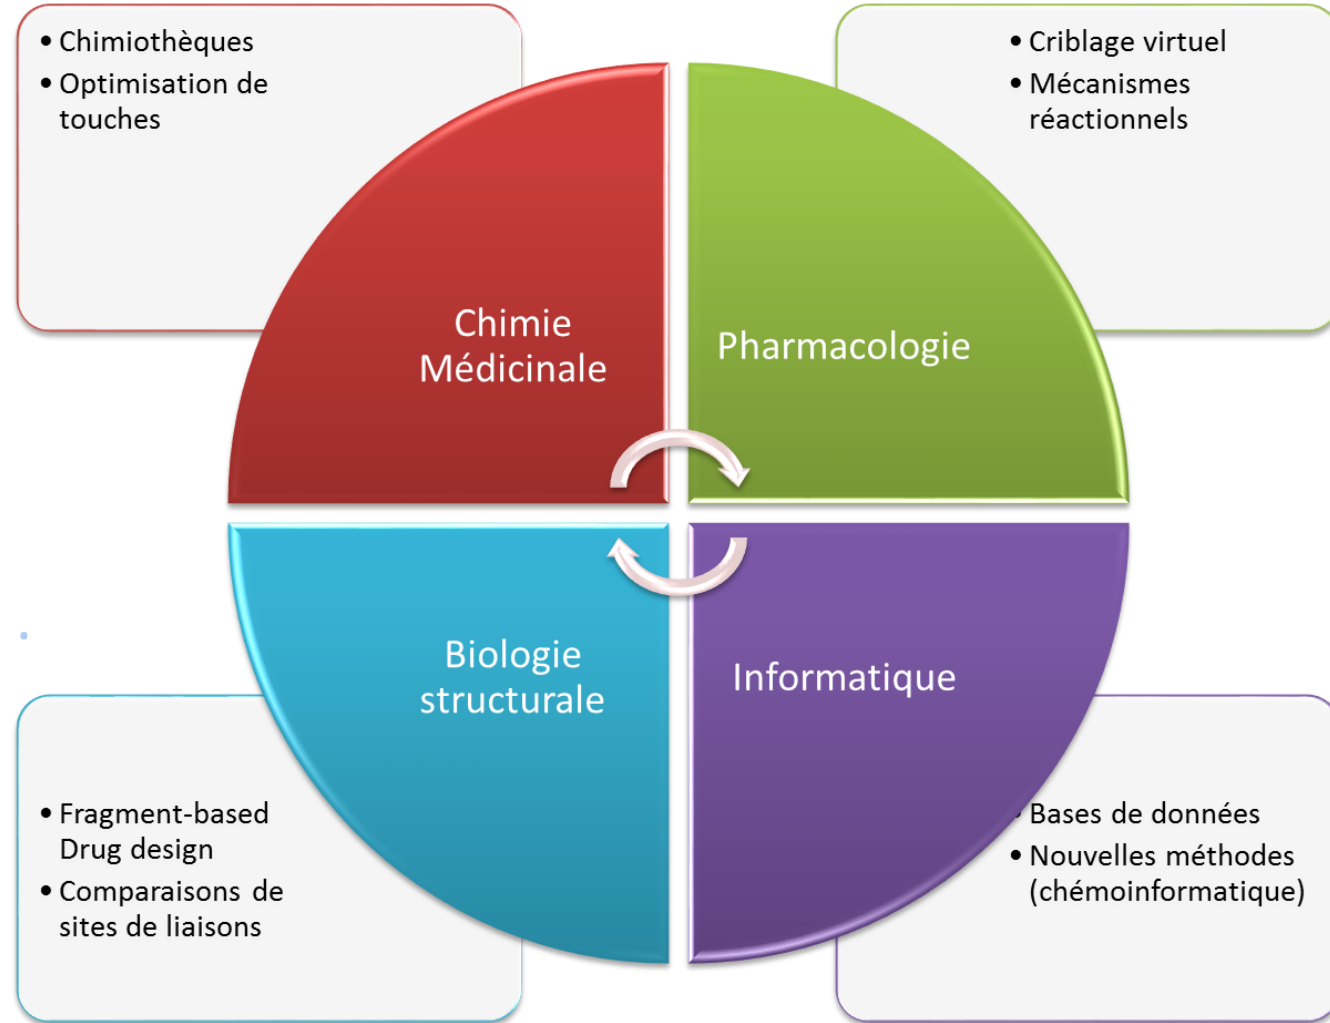 • Chimiothèques
• Optimisation de
touches
• Criblage virtuel
• Mécanismes
réactionnels
Chimie
Médicinale
Pharmacologie
Biologie
structurale
Informatique
• Fragment-based
Drug design
• Comparaisons de
sites de liaisons
• Bases de données
• Nouvelles méthodes
(chémoinformatique)